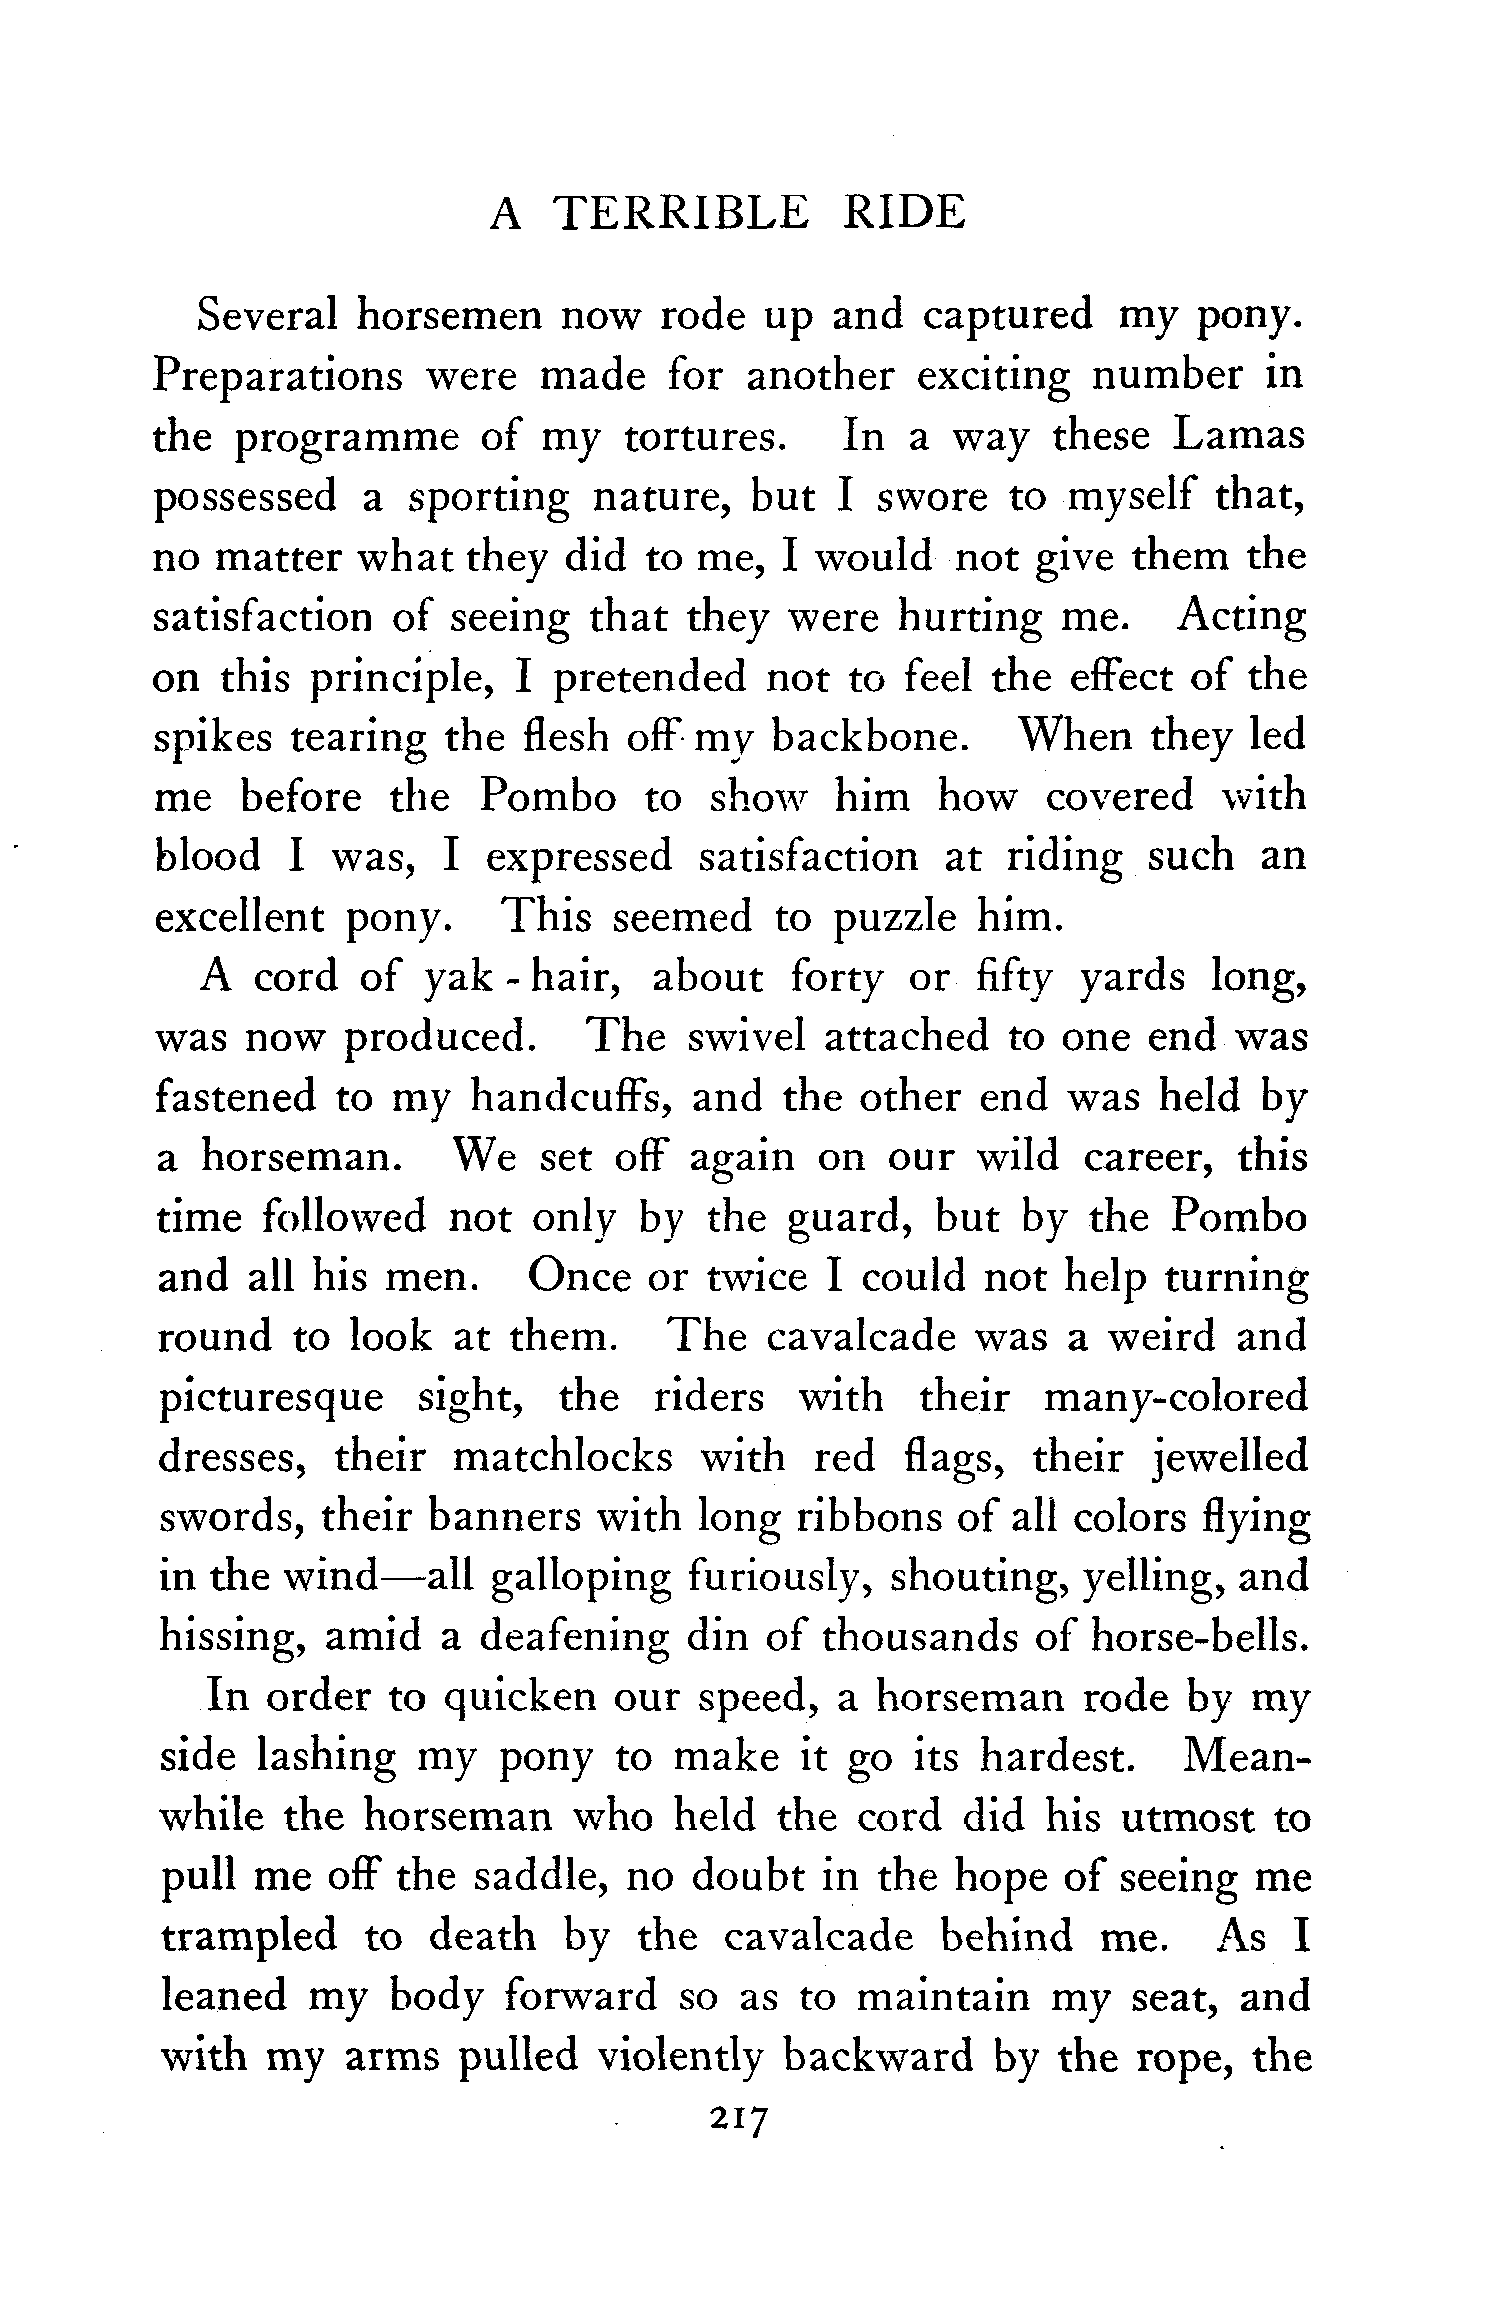 A TERRIBLE RIDE
Several horsemen now rode up and captured my pony.
Preparations were made for another exciting number in
the programme of my tortures. In a way these Lamas
possessed a sporting nature, but I swore to myself that,
no matter what they did to me, I would not give them the
satisfaction of seeing that they were hurting me. Acting
on this principle, I pretended not to feel the effect of the
spikes tearing the flesh off my backbone. When they led
me before the Pombo to show him how covered with
blood I was, I expressed satisfaction at riding such an
excellent pony. This seemed to puzzle him.
A cord of yak-hair, about forty or fifty yards long,
was now produced. The swivel attached to one end was
fastened to my handcuffs, and the other end was held by
a horseman. We set off again on our wild career, this
time followed not only by the guard, but by the Pombo
and all his men. Once or twice I could not help turning
round to look at them. The cavalcade was a weird and
picturesque sight, the riders with their many-colored
dresses, their matchlocks with red flags, their jewelled
swords, their banners with long ribbons of all colors flying
in the wind—all galloping furiously, shouting, yelling, and
hissing, amid a deafening din of thousands of horse-bells.
In order to quicken our speed, a horseman rode by my
side lashing my pony to make it go its hardest. Mean-
while the horseman who held the cord did his utmost to
pull me off the saddle, no doubt in the hope of seeing me
trampled to death by the cavalcade behind me. As I
leaned my body forward so as to maintain my seat, and
with my arms pulled violently backward by the rope, the
217